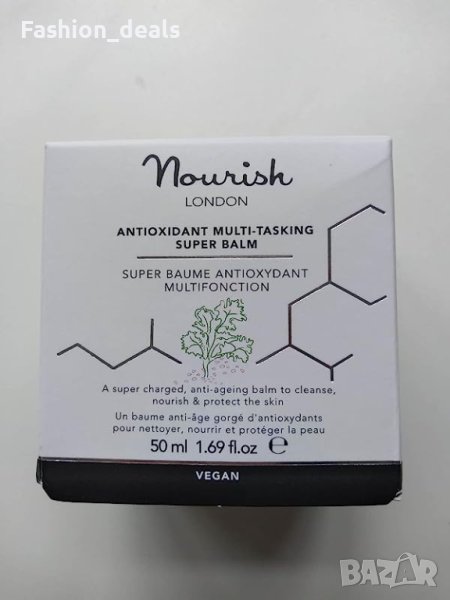 Fashion_deals
nourish
LONDON
ANTIOXIDANT MULTI-TASKING
SUPER BALM
SUPER BAUME ANTIOXYDANT
MULTIFONCTION
A super charged, anti-ageing balm to cleanse,
nourish & protect the skin
Un baume anti-âge gorgé d'antioxydants
pour nettoyer, nourrir et protéger la peau
50 ml 1.69 fl.oz ℮
VEGAN
BAZAR